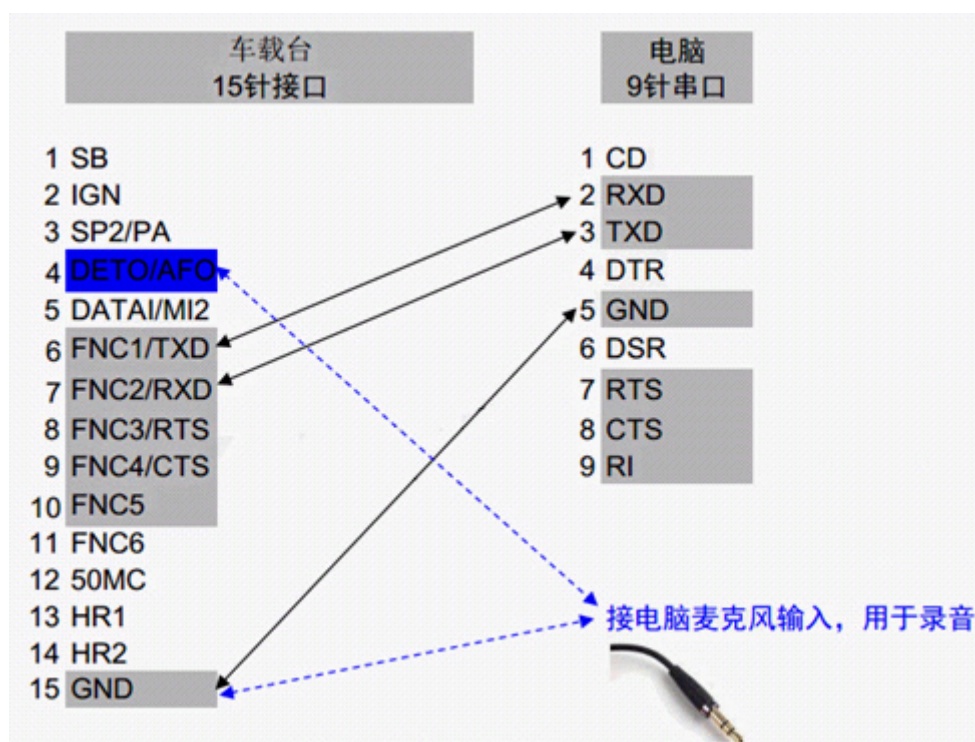 车载台
15针接口
电脑
9针串口
1 SB
2 IGN
3 SP2/PA
4 DETO/AFO
5 DATAI/MI2
6 FNC1/TXD
7 FNC2/RXD
8 FNC3/RTS
9 FNC4/CTS
10 FNC5
11 FNC6
12 50MC
13 HR1
14 HR2
15 GND
1 CD
2 RXD
3 TXD
4 DTR
5 GND
6 DSR
7 RTS
8 CTS
9 RI
接电脑麦克风输入，用于录音